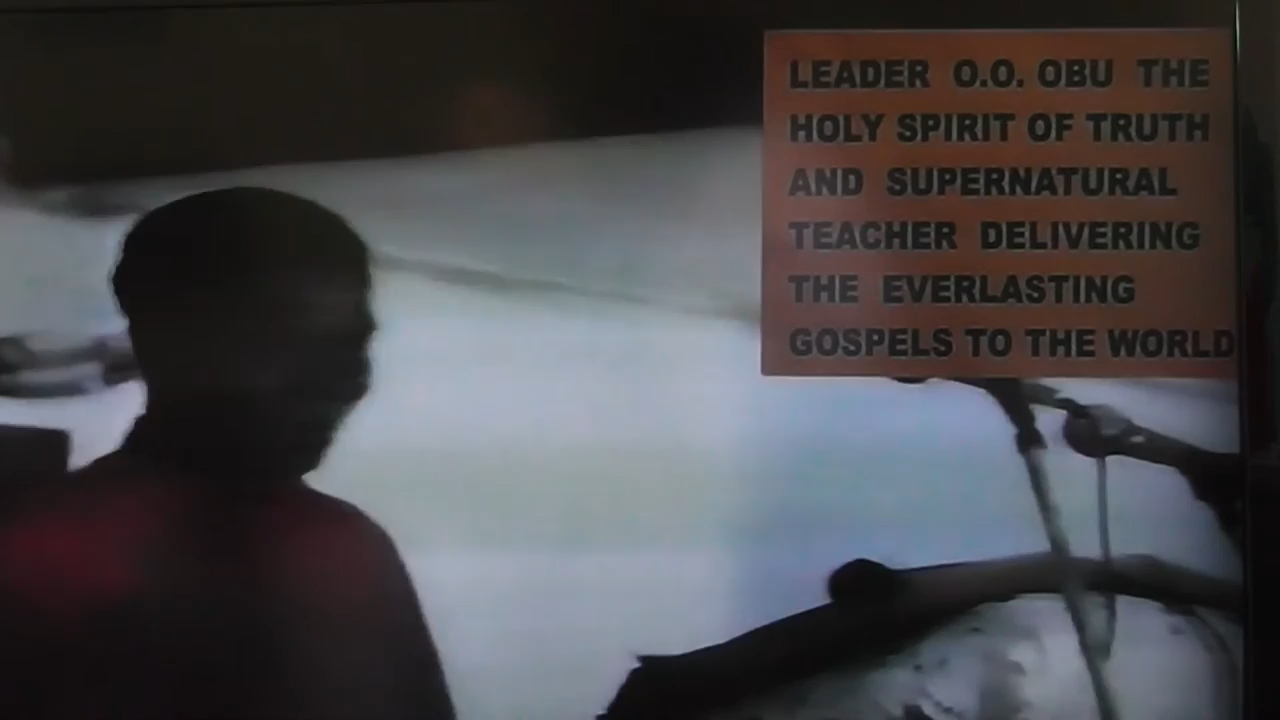 LEADER O.O. OBU THE
HOLY SPIRIT OF TRUTH
AND SUPERNATURAL
TEACHER DELIVERING
THE EVERLASTING
GOSPELS TO THE WORLD